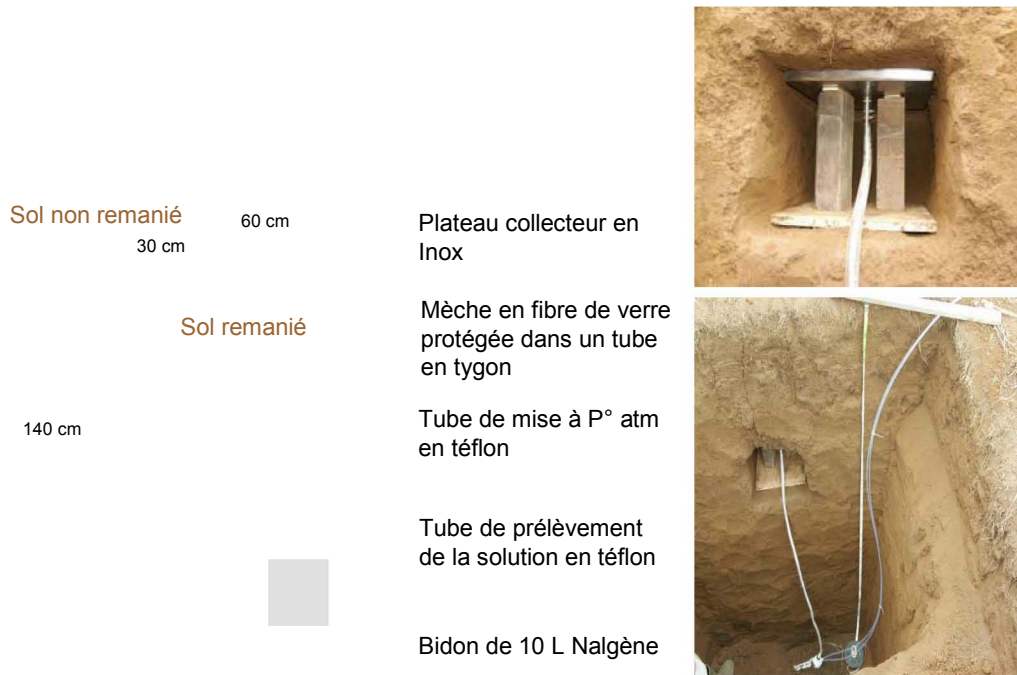 Sol non remanié
60 cm
30 cm
Sol remanié
140 cm
Plateau collecteur en
Inox
Mèche en fibre de verre
protégée dans un tube
en tygon
Tube de mise à P° atm
en téflon
Tube de prélèvement
de la solution en téflon
Bidon de 10 L Nalgène